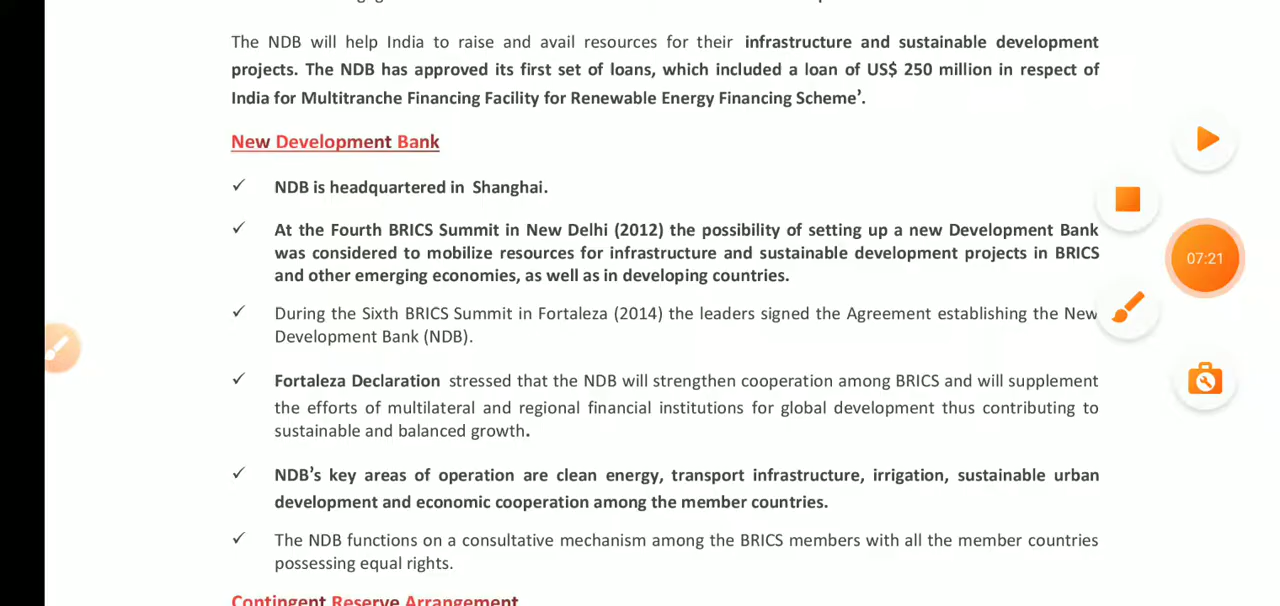 The NDB will help India to raise and avail resources for their infrastructure and sustainable development
projects. The NDB has approved its first set of loans, which included a loan of US$ 250 million in respect of
India for Multitranche Financing Facility for Renewable Energy Financing Scheme'.
New Development Bank
✓ NDB is headquartered in Shanghai.
✓ At the Fourth BRICS Summit in New Delhi (2012) the possibility of setting up a new Development Bank
was considered to mobilize resources for infrastructure and sustainable development projects in BRICS
and other emerging economies, as well as in developing countries.
✓ During the Sixth BRICS Summit in Fortaleza (2014) the leaders signed the Agreement establishing the New
Development Bank (NDB).
✓ Fortaleza Declaration stressed that the NDB will strengthen cooperation among BRICS and will supplement
the efforts of multilateral and regional financial institutions for global development thus contributing to
sustainable and balanced growth.
✓ NDB's key areas of operation are clean energy, transport infrastructure, irrigation, sustainable urban
development and economic cooperation among the member countries.
✓ The NDB functions on a consultative mechanism among the BRICS members with all the member countries
possessing equal rights.
Contingent Reserve Arrangement
07:21